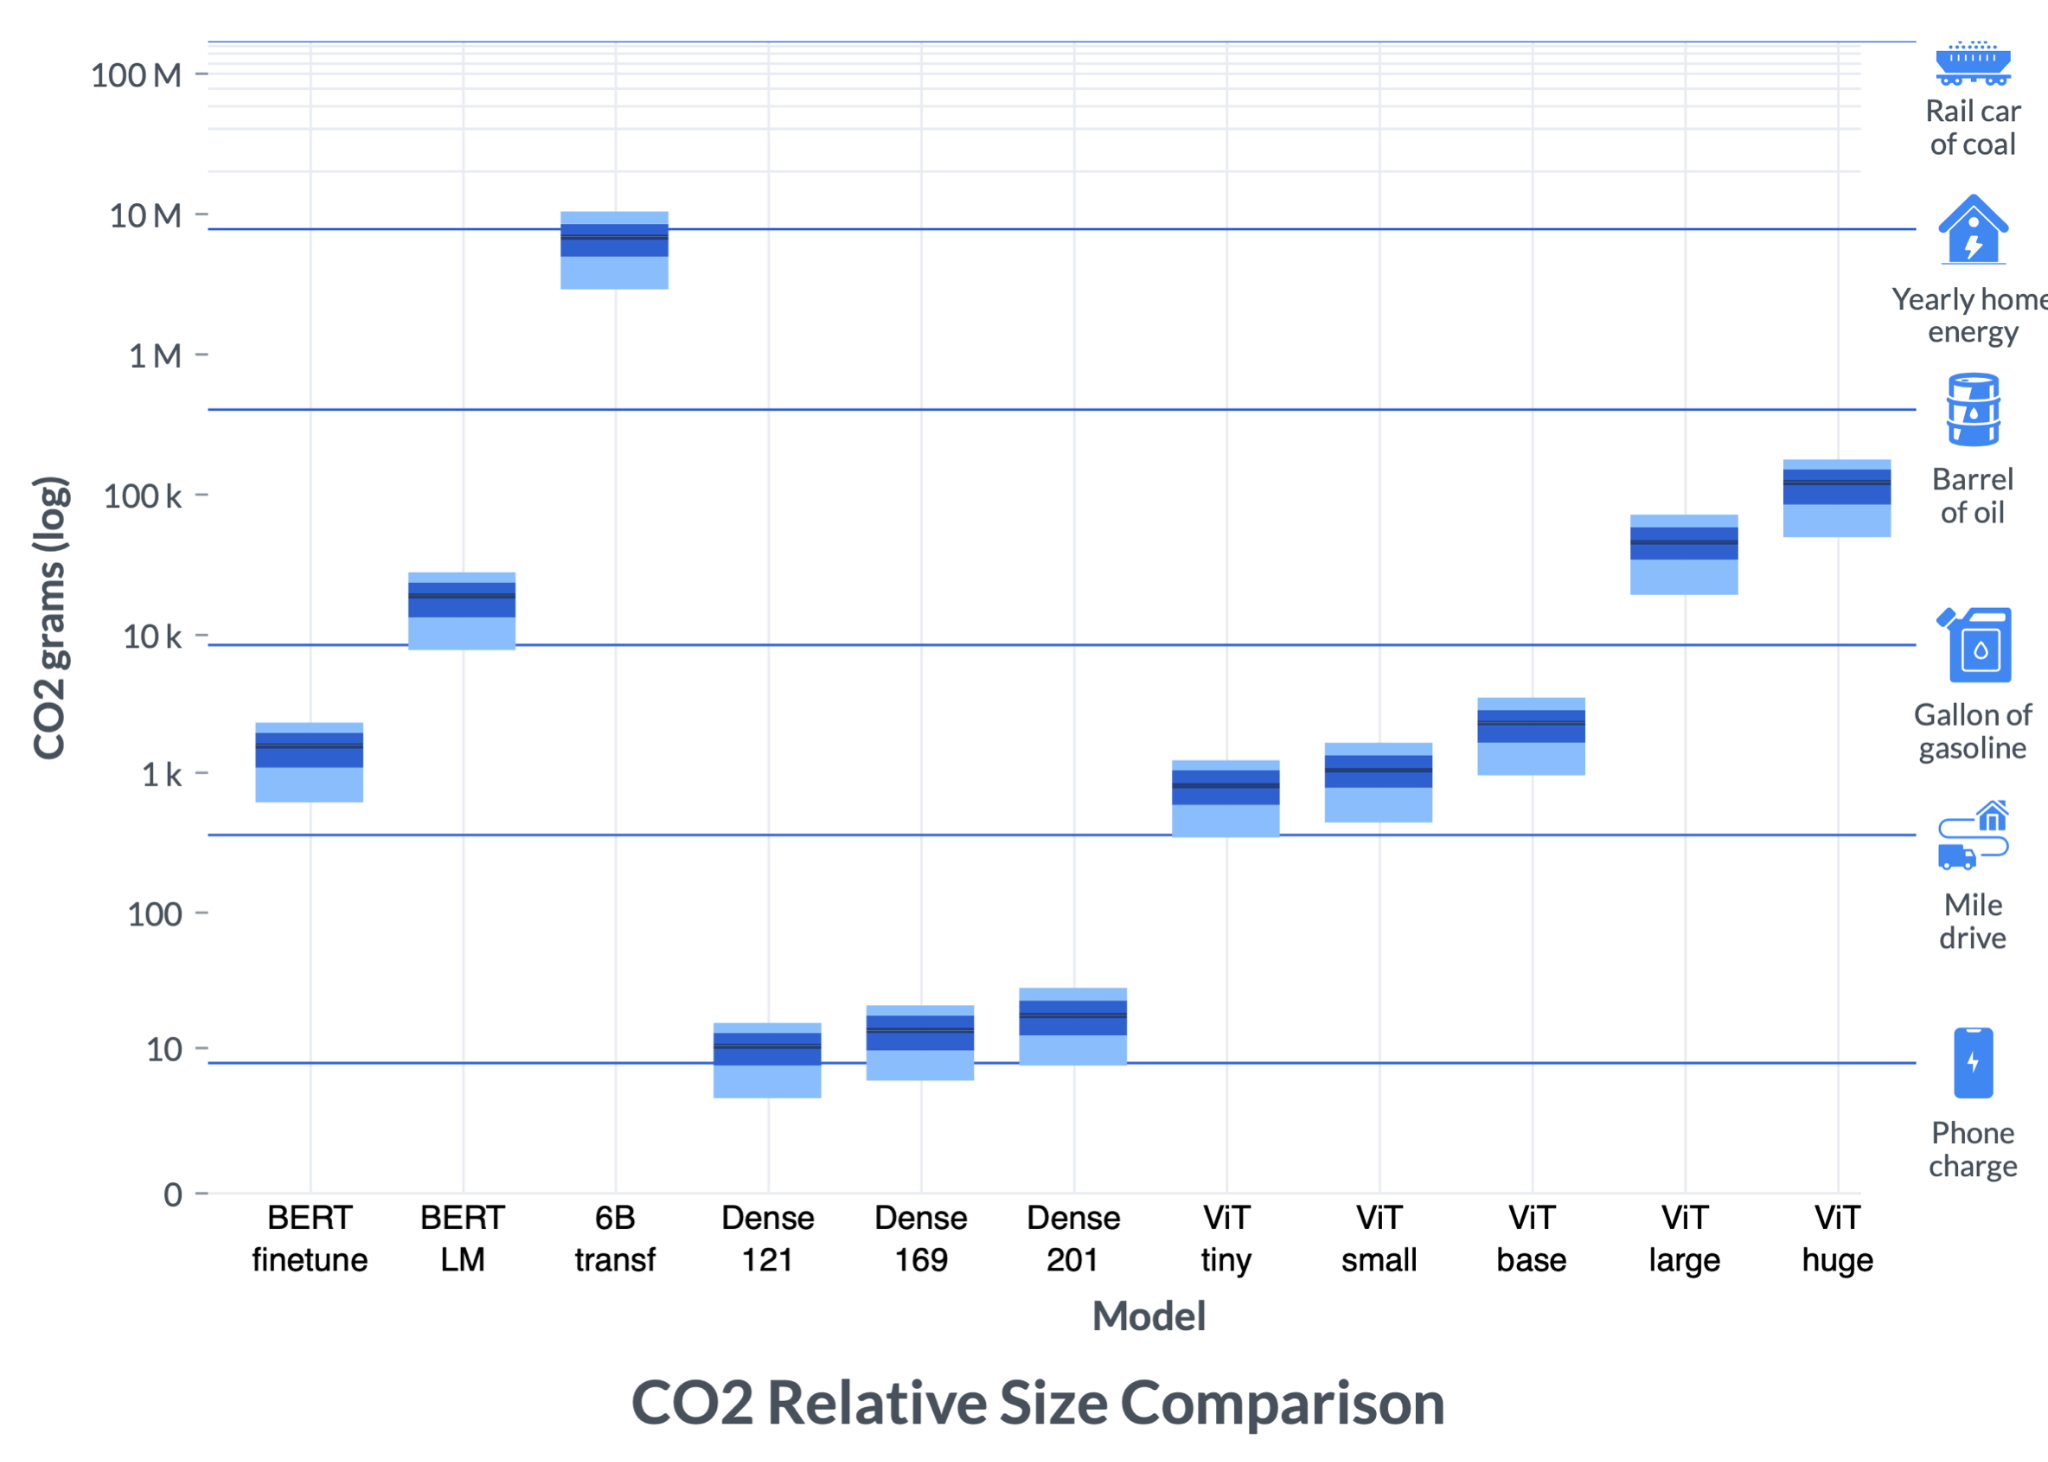 100 M
10 M
1 M
100 k
10 k
1 k
100
10
0
CO2 grams (log)
Rail car
of coal
Yearly home
energy
Barrel
of oil
Gallon of
gasoline
Mile
drive
Phone
charge
BERT
finetune
BERT
LM
6B
transf
Dense
121
Dense
169
Dense
201
ViT
tiny
ViT
small
ViT
base
ViT
large
ViT
huge
Model
CO2 Relative Size Comparison